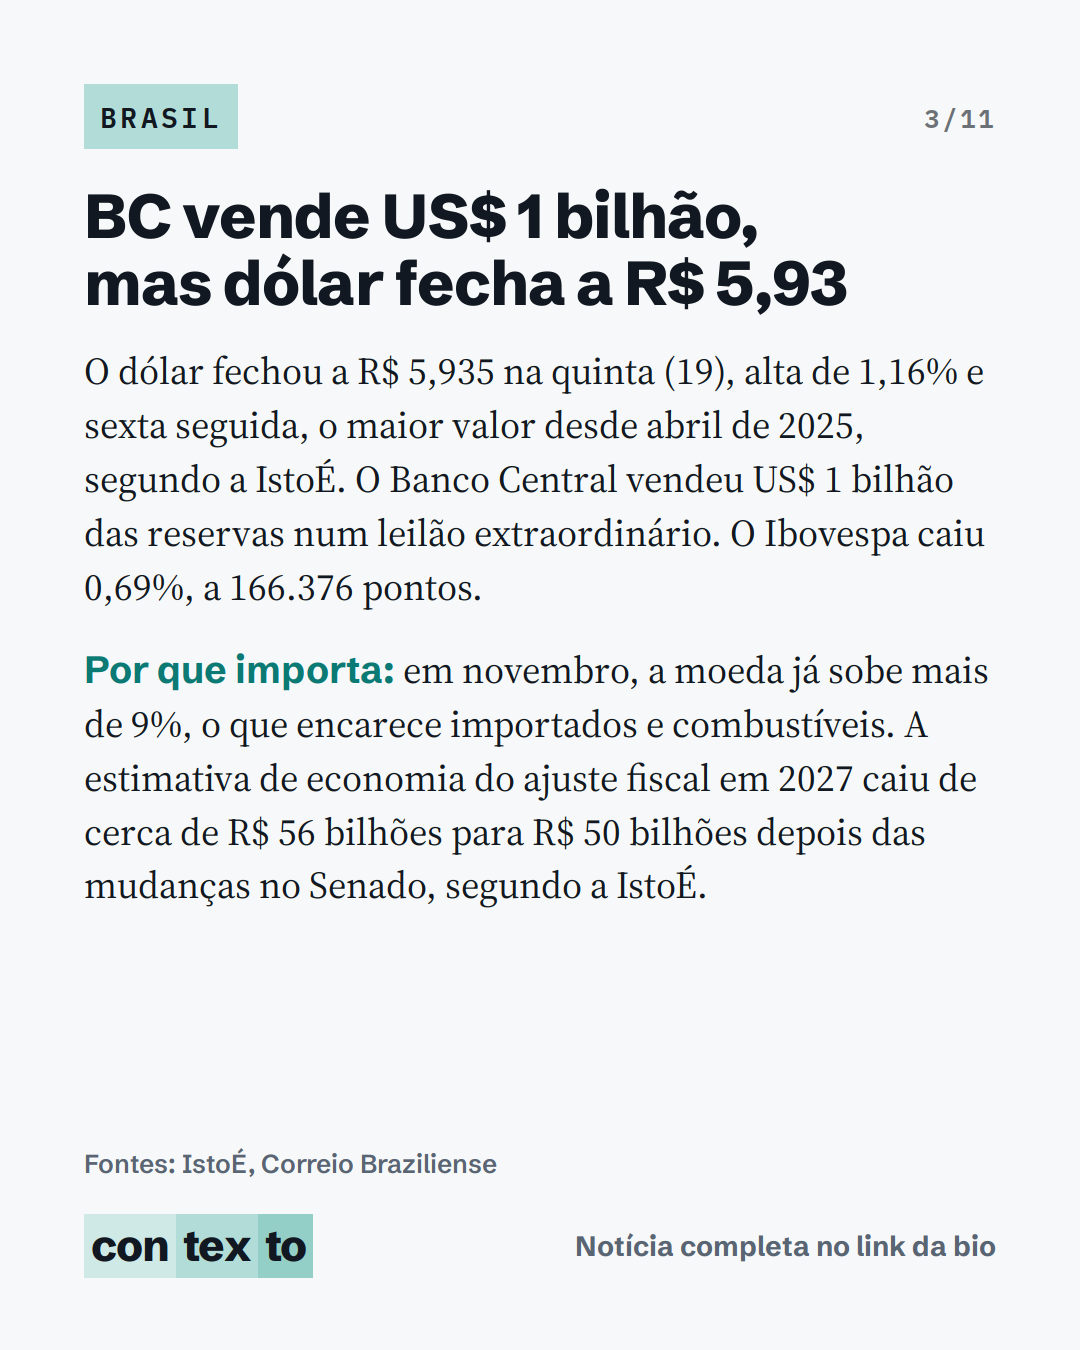 BRASIL
3/11
BC vende US$ 1 bilhão,
mas dólar fecha a R$ 5,93
O dólar fechou a R$ 5,935 na quinta (19), alta de 1,16% e
sexta seguida, o maior valor desde abril de 2025,
segundo a IstoÉ. O Banco Central vendeu US$ 1 bilhão
das reservas num leilão extraordinário. O Ibovespa caiu
0,69%, a 166.376 pontos.
Por que importa: em novembro, a moeda já sobe mais
de 9%, o que encarece importados e combustíveis. A
estimativa de economia do ajuste fiscal em 2027 caiu de
cerca de R$ 56 bilhões para R$ 50 bilhões depois das
mudanças no Senado, segundo a IstoÉ.
Fontes: IstoÉ, Correio Braziliense
con tex to
Notícia completa no link da bio